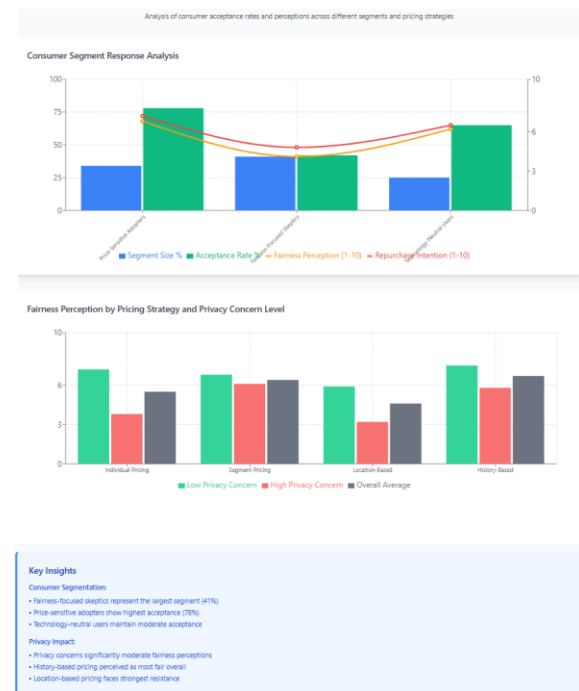 Analysis of consumer acceptance rates and perceptions across different segments and pricing strategies
Consumer Segment Response Analysis
100
75
50
25
0
10
6
3
0
Price-Sensitive Adopters
Fairness-Focused Skeptics
Technology-Neutral Users
Segment Size % Acceptance Rate % Fairness Perception (1-10) Repurchase Intention (1-10)
Fairness Perception by Pricing Strategy and Privacy Concern Level
10
6
3
0
Individual Pricing Segment Pricing Location-Based History-Based
Low Privacy Concern High Privacy Concern Overall Average
Key Insights
Consumer Segmentation:
• Fairness-focused skeptics represent the largest segment (41%)
• Price-sensitive adopters show highest acceptance (78%)
• Technology-neutral users maintain moderate acceptance
Privacy Impact:
• Privacy concerns significantly moderate fairness perceptions
• History-based pricing perceived as most fair overall
• Location-based pricing faces strongest resistance